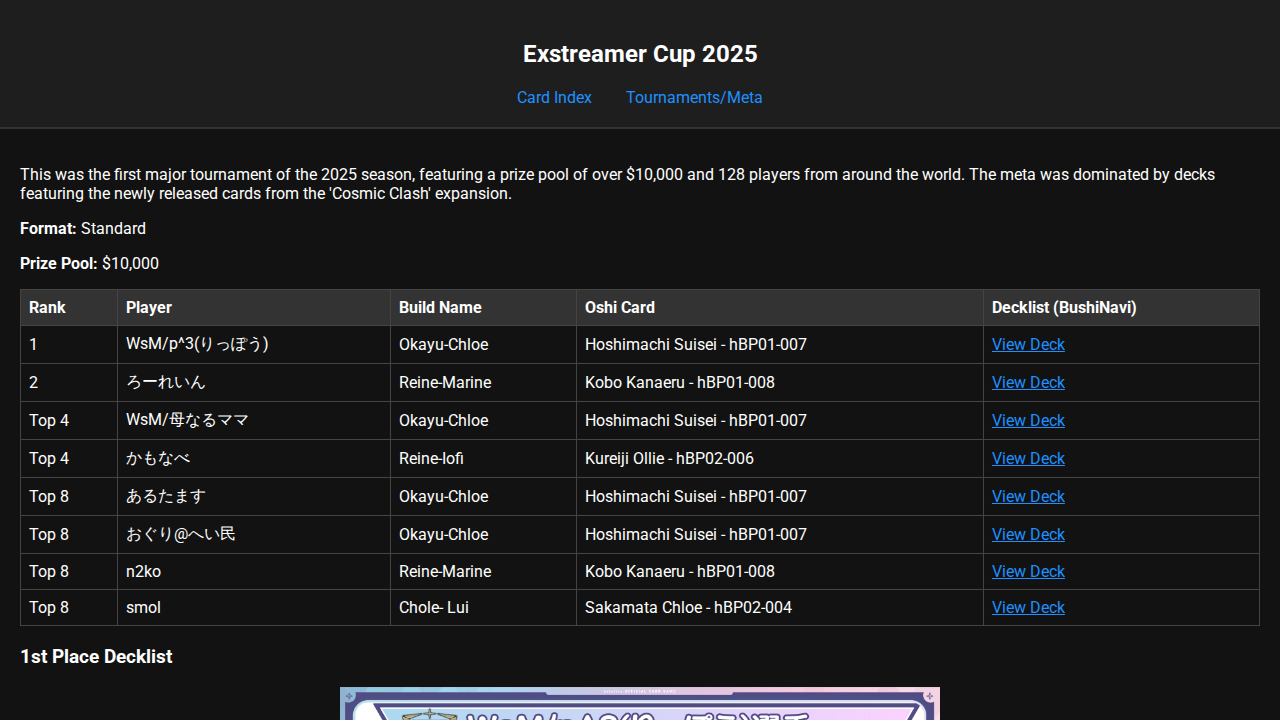 Exstreamer Cup 2025
Card Index Tournaments/Meta
This was the first major tournament of the 2025 season, featuring a prize pool of over $10,000 and 128 players from around the world. The meta was dominated by decks
featuring the newly released cards from the 'Cosmic Clash' expansion.
Format: Standard
Prize Pool: $10,000
Rank Player Build Name Oshi Card Decklist (BushiNavi)
1 WsM/p^3(りっぽう) Okayu-Chloe Hoshimachi Suisei - hBP01-007 View Deck
2 ろーれいん Reine-Marine Kobo Kanaeru - hBP01-008 View Deck
Top 4 WsM/母なるママ Okayu-Chloe Hoshimachi Suisei - hBP01-007 View Deck
Top 4 かもなべ Reine-lofi Kureiji Ollie - hBP02-006 View Deck
Top 8 あるたます Okayu-Chloe Hoshimachi Suisei - hBP01-007 View Deck
Top 8 おぐり@へい民 Okayu-Chloe Hoshimachi Suisei - hBP01-007 View Deck
Top 8 n2ko Reine-Marine Kobo Kanaeru - hBP01-008 View Deck
Top 8 smol Chole- Lui Sakamata Chloe - hBP02-004 View Deck
1st Place Decklist